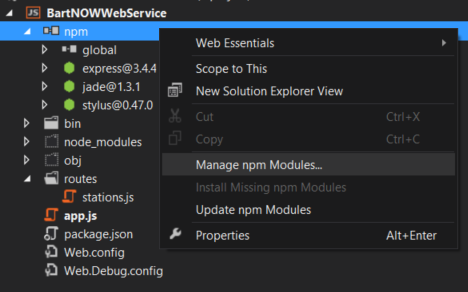 BartNOWWebService
npm
global
express@3.4.4
jade@1.3.1
stylus@0.47.0
bin
node_modules
obj
routes
stations.js
app.js
package.json
Web.config
Web.Debug.config
Web Essentials
Scope to This
New Solution Explorer View
Cut Ctrl+X
Copy Ctrl+C
Manage npm Modules...
Install Missing npm Modules
Update npm Modules
Properties Alt+Enter